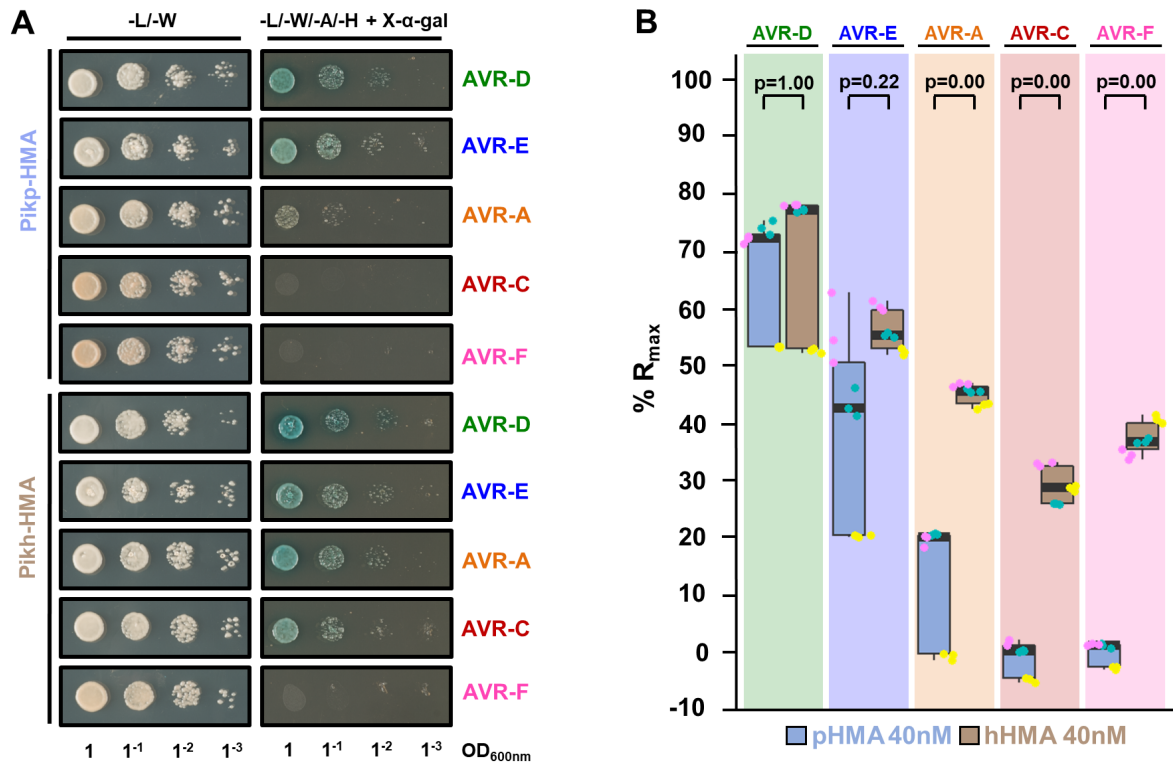 A
-L/-W
-L/-W/-A/-H + X-α-gal
Pikp-HMA
AVR-D
AVR-E
AVR-A
AVR-C
AVR-F
Pikh-HMA
AVR-D
AVR-E
AVR-A
AVR-C
AVR-F
1 1⁻¹ 1⁻² 1⁻³ 1 1⁻¹ 1⁻² 1⁻³ OD600nm
B
AVR-D AVR-E AVR-A AVR-C AVR-F
p=1.00 p=0.22 p=0.00 p=0.00 p=0.00
% Rmax
100
90
80
70
60
50
40
30
20
10
0
-10
pHMA 40nM hHMA 40nM